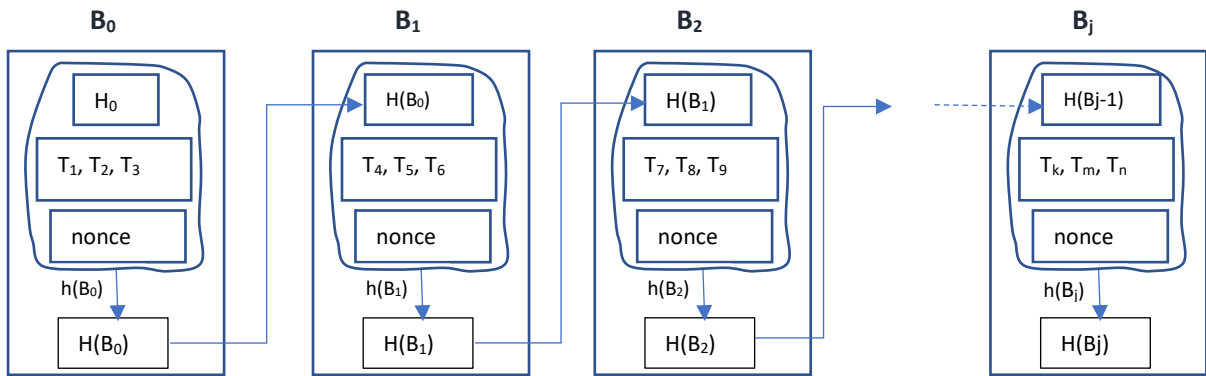 B₀
H₀
T₁, T₂, T₃
nonce
h(B₀)
H(B₀)
B₁
H(B₀)
T₄, T₅, T₆
nonce
h(B₁)
H(B₁)
B₂
H(B₁)
T₇, T₈, T₉
nonce
h(B₂)
H(B₂)
Bⱼ
H(Bj-1)
Tₖ, Tₘ, Tₙ
nonce
h(Bⱼ)
H(Bj)